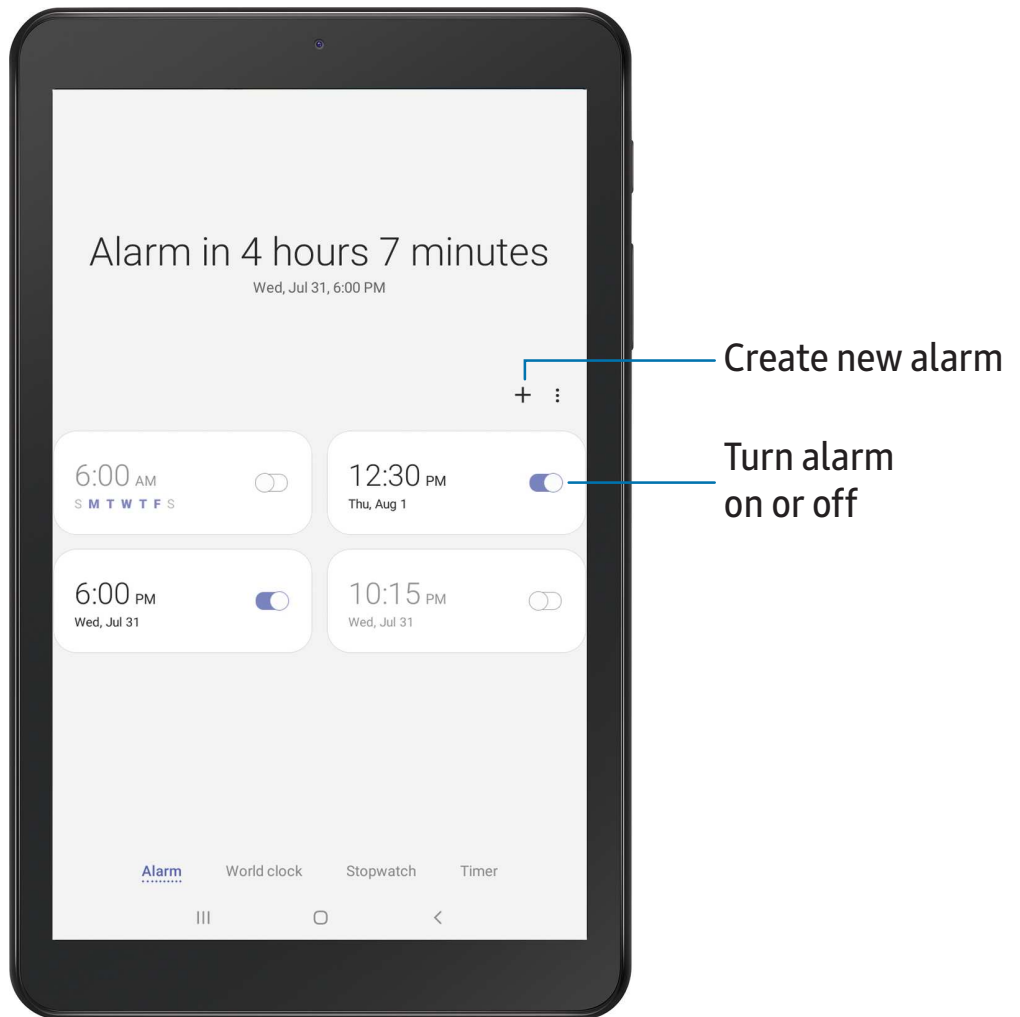 Alarm in 4 hours 7 minutes
Wed, Jul 31, 6:00 PM
Create new alarm
6:00 AM
S M T W T F S
12:30 PM
Thu, Aug 1
Turn alarm
on or off
6:00 PM
Wed, Jul 31
10:15 PM
Wed, Jul 31
Alarm
World clock
Stopwatch
Timer